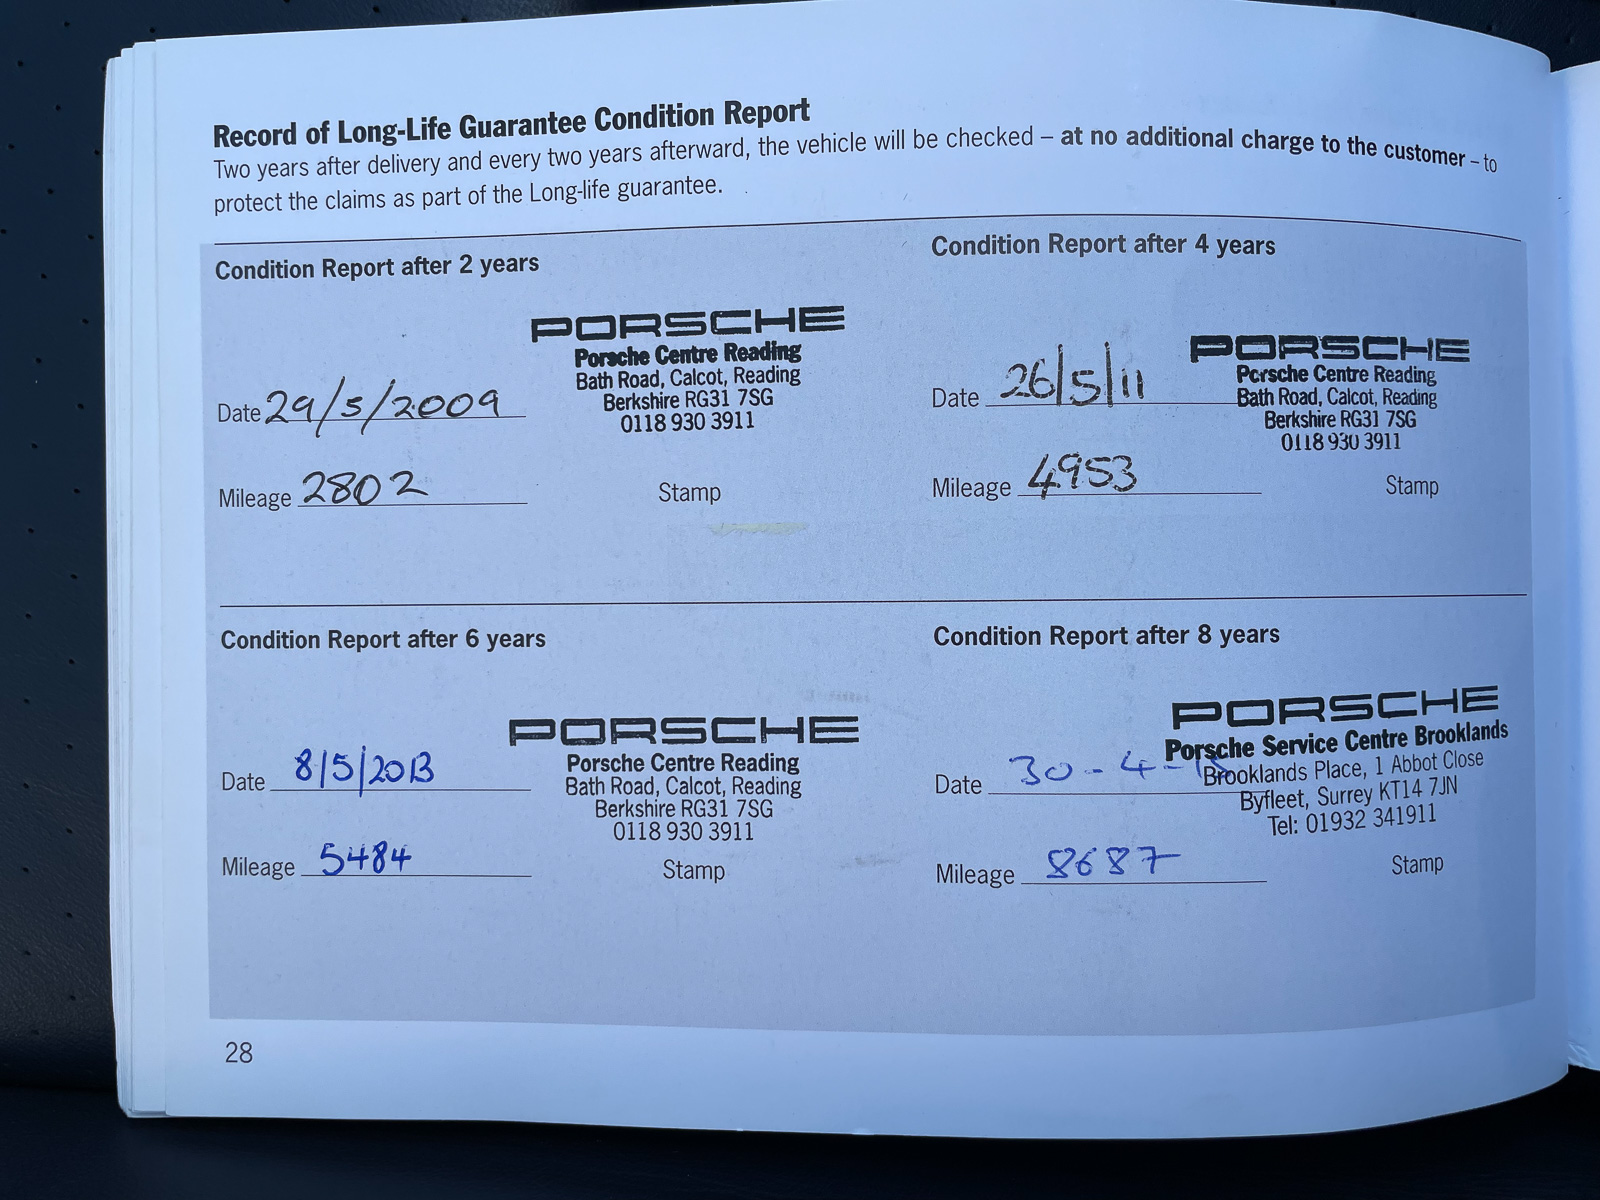 Record of Long-Life Guarantee Condition Report
Two years after delivery and every two years afterward, the vehicle will be checked – at no additional charge to the customer – to
protect the claims as part of the Long-life guarantee.
Condition Report after 2 years
PORSCHE
Porsche Centre Reading
Bath Road, Calcot, Reading
Berkshire RG31 7SG
0118 930 3911
Date 29/5/2009
Mileage 2802
Stamp
Condition Report after 4 years
PORSCHE
Porsche Centre Reading
Bath Road, Calcot, Reading
Berkshire RG31 7SG
0118 930 3911
Date 26/5/11
Mileage 4953
Stamp
Condition Report after 6 years
PORSCHE
Porsche Centre Reading
Bath Road, Calcot, Reading
Berkshire RG31 7SG
0118 930 3911
Date 8/5/2013
Mileage 5484
Stamp
Condition Report after 8 years
PORSCHE
Porsche Service Centre Brooklands
Brooklands Place, 1 Abbot Close
Byfleet, Surrey KT14 7JN
Tel: 01932 341911
Date 30-4-
Mileage 8687
Stamp
28